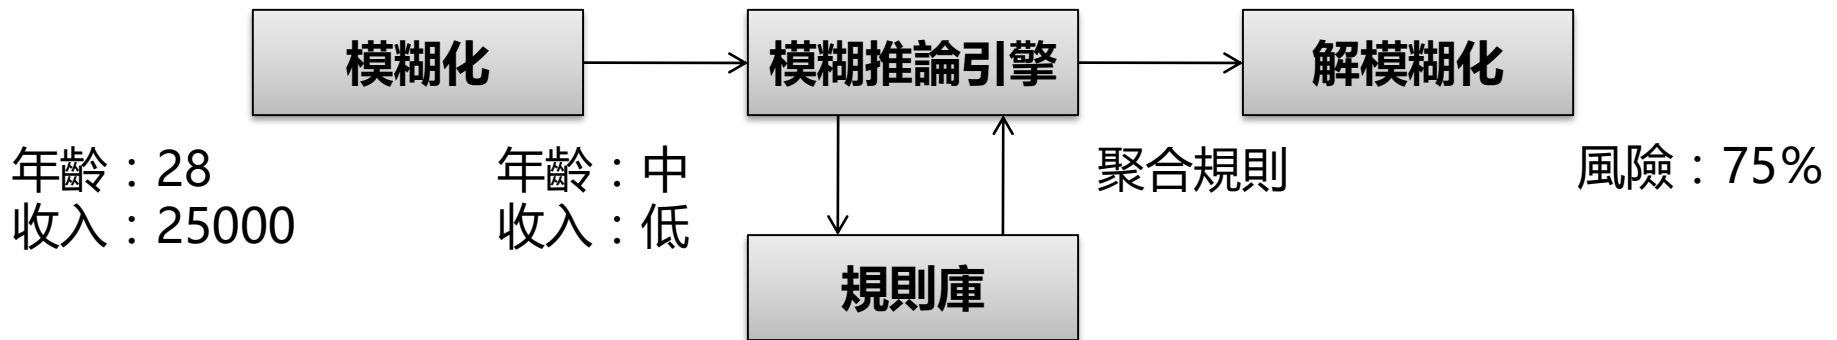 模糊化
模糊推論引擎
解模糊化
年齡：28
收入：25000
年齡：中
收入：低
聚合規則
風險：75%
規則庫